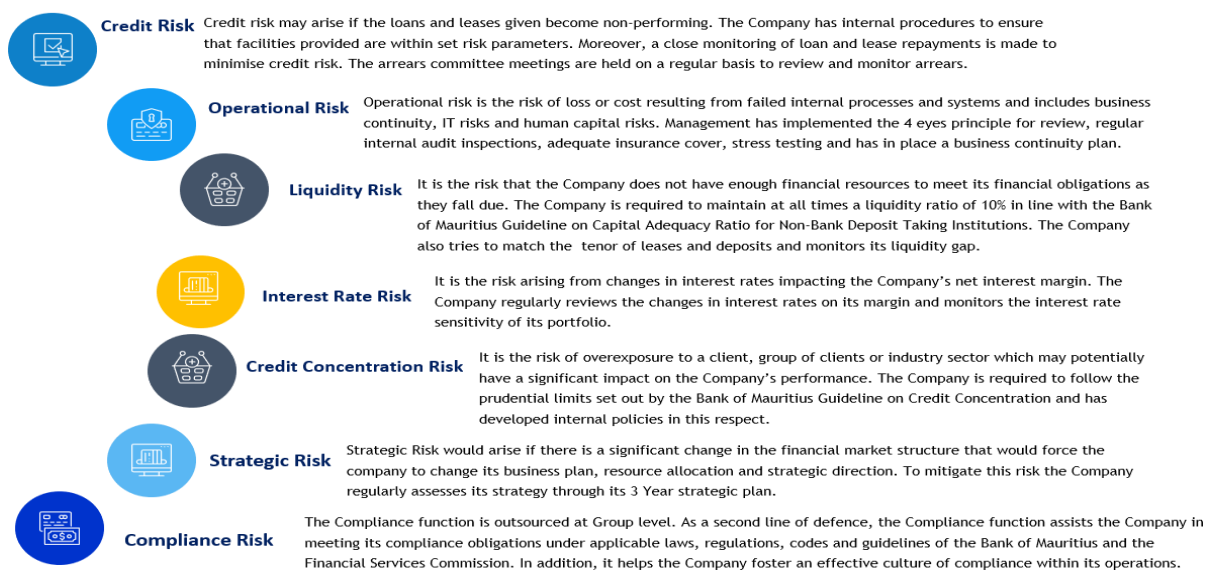 Credit Risk
Credit risk may arise if the loans and leases given become non-performing. The Company has internal procedures to ensure
that facilities provided are within set risk parameters. Moreover, a close monitoring of loan and lease repayments is made to
minimise credit risk. The arrears committee meetings are held on a regular basis to review and monitor arrears.
Operational Risk
Operational risk is the risk of loss or cost resulting from failed internal processes and systems and includes business
continuity, IT risks and human capital risks. Management has implemented the 4 eyes principle for review, regular
internal audit inspections, adequate insurance cover, stress testing and has in place a business continuity plan.
Liquidity Risk
It is the risk that the Company does not have enough financial resources to meet its financial obligations as
they fall due. The Company is required to maintain at all times a liquidity ratio of 10% in line with the Bank
of Mauritius Guideline on Capital Adequacy Ratio for Non-Bank Deposit Taking Institutions. The Company
also tries to match the tenor of leases and deposits and monitors its liquidity gap.
Interest Rate Risk
It is the risk arising from changes in interest rates impacting the Company's net interest margin. The
Company regularly reviews the changes in interest rates on its margin and monitors the interest rate
sensitivity of its portfolio.
Credit Concentration Risk
It is the risk of overexposure to a client, group of clients or industry sector which may potentially
have a significant impact on the Company's performance. The Company is required to follow the
prudential limits set out by the Bank of Mauritius Guideline on Credit Concentration and has
developed internal policies in this respect.
Strategic Risk
Strategic Risk would arise if there is a significant change in the financial market structure that would force the
company to change its business plan, resource allocation and strategic direction. To mitigate this risk the Company
regularly assesses its strategy through its 3 Year strategic plan.
Compliance Risk
The Compliance function is outsourced at Group level. As a second line of defence, the Compliance function assists the Company in
meeting its compliance obligations under applicable laws, regulations, codes and guidelines of the Bank of Mauritius and the
Financial Services Commission. In addition, it helps the Company foster an effective culture of compliance within its operations.